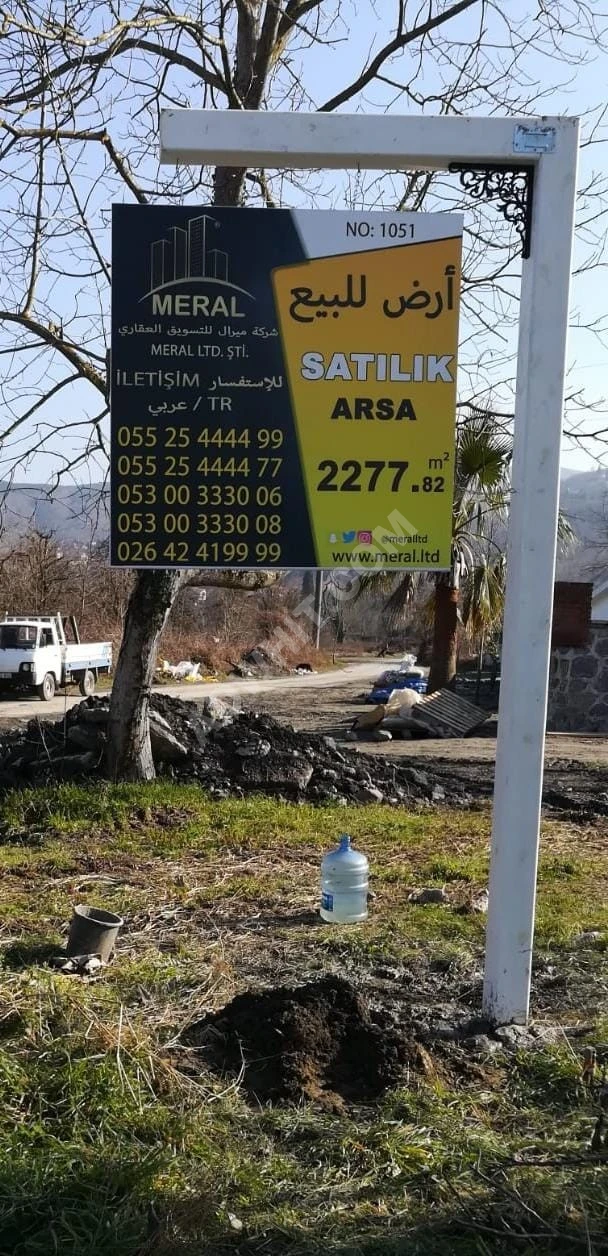 NO: 1051
MERAL
شركة ميرال للتسويق العقاري
MERAL LTD. ŞTİ.
İLETİŞİM للإستفسار
عربي / TR
055 25 4444 99
055 25 4444 77
053 00 3330 06
053 00 3330 08
026 42 4199 99
أرض للبيع
SATILIK
ARSA
2277.82 m²
@meralltd
www.meral.ltd